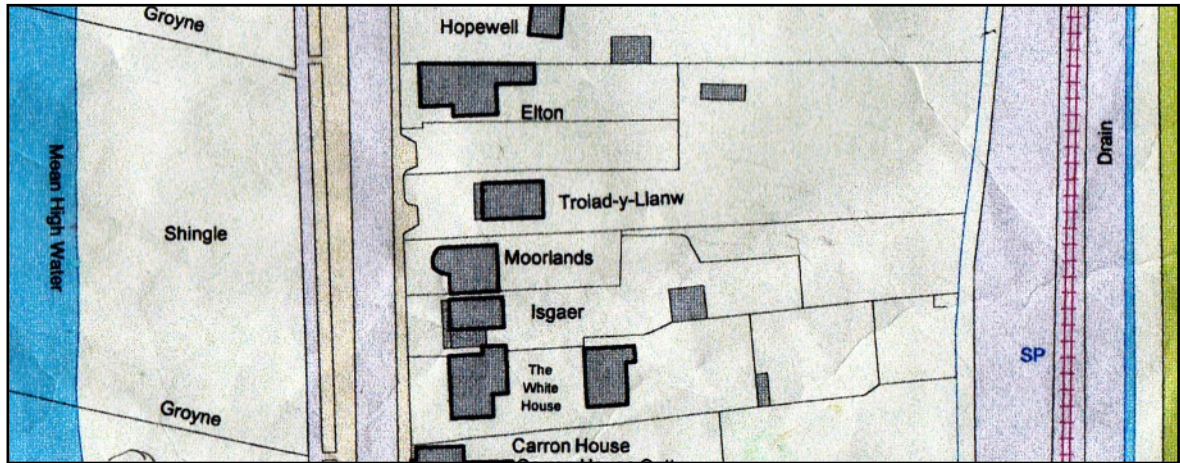 Groyne
Hopewell
Elton
Drain
Mean High Water
Troiad-y-Llanw
Shingle
Moorlands
Isgaer
SP
The
White
House
Groyne
Carron House